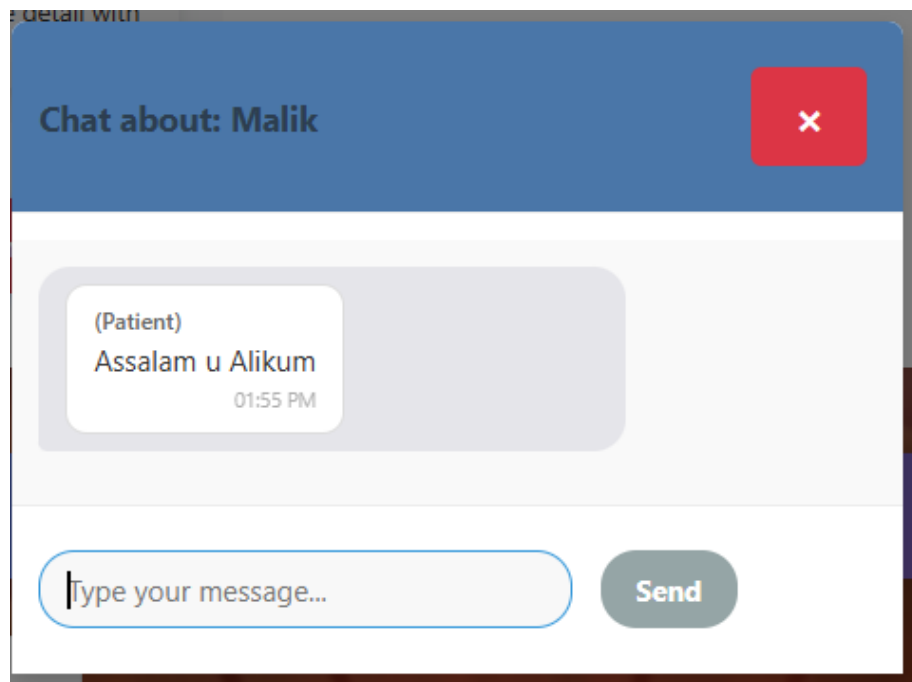 detail with
Chat about: Malik
×
(Patient)
Assalam u Alikum
01:55 PM
Type your message...
Send